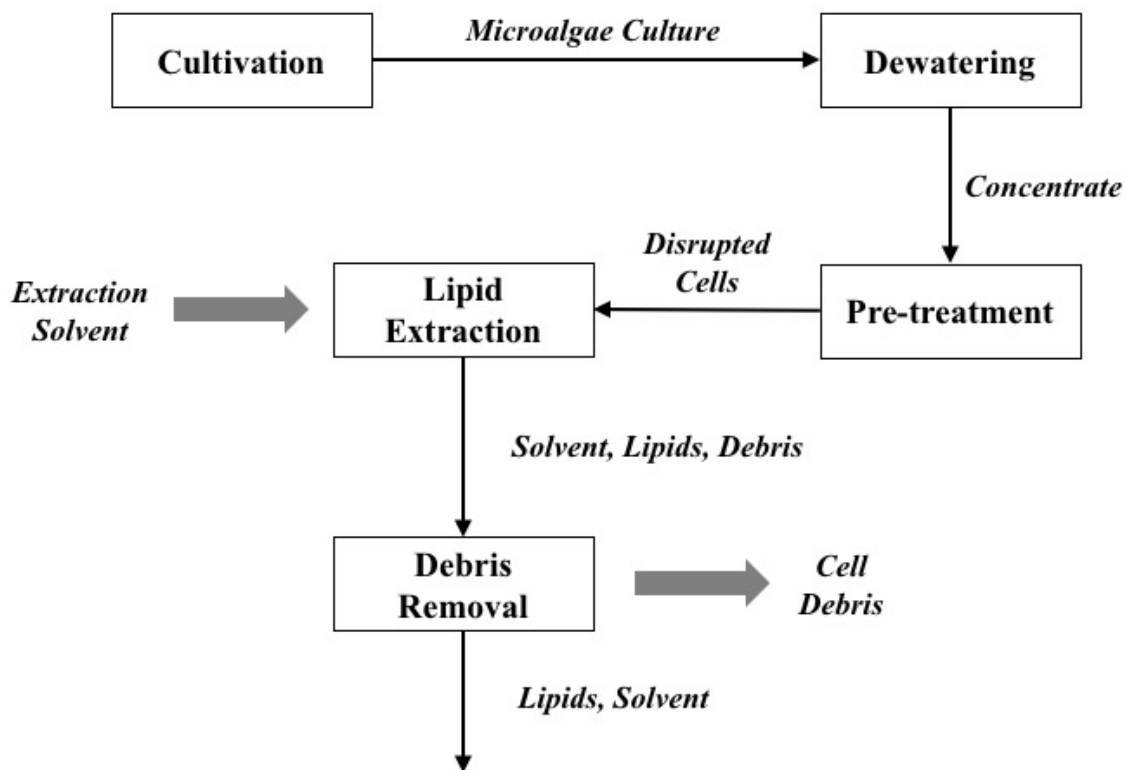 Microalgae Culture
Cultivation
Dewatering
Concentrate
Disrupted
Cells
Extraction
Solvent
Lipid
Extraction
Pre-treatment
Solvent, Lipids, Debris
Debris
Removal
Cell
Debris
Lipids, Solvent